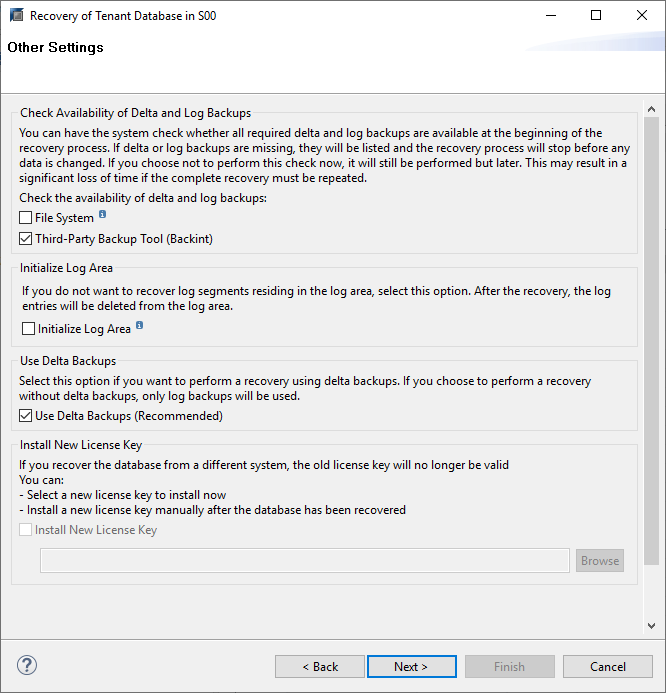 Recovery of Tenant Database in S00
Other Settings
Check Availability of Delta and Log Backups
You can have the system check whether all required delta and log backups are available at the beginning of the
recovery process. If delta or log backups are missing, they will be listed and the recovery process will stop before any
data is changed. If you choose not to perform this check now, it will still be performed but later. This may result in a
significant loss of time if the complete recovery must be repeated.
Check the availability of delta and log backups:
File System
Third-Party Backup Tool (Backint)
Initialize Log Area
If you do not want to recover log segments residing in the log area, select this option. After the recovery, the log
entries will be deleted from the log area.
Initialize Log Area
Use Delta Backups
Select this option if you want to perform a recovery using delta backups. If you choose to perform a recovery
without delta backups, only log backups will be used.
Use Delta Backups (Recommended)
Install New License Key
If you recover the database from a different system, the old license key will no longer be valid
You can:
- Select a new license key to install now
- Install a new license key manually after the database has been recovered
Install New License Key
Browse
?
< Back
Next >
Finish
Cancel